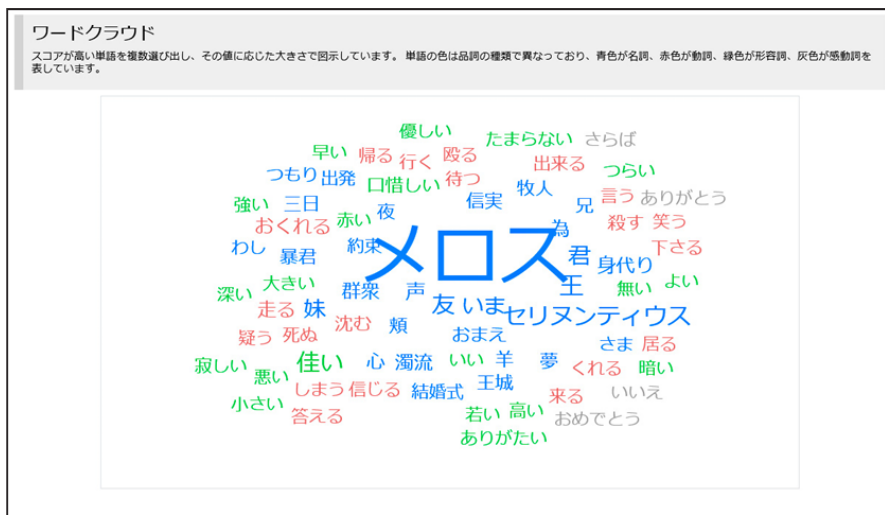 ワードクラウド
スコアが高い単語を複数選び出し、その値に応じた大きさで図示しています。 単語の色は品詞の種類で異なっており、青色が名詞、赤色が動詞、緑色が形容詞、灰色が感動詞を
表しています。
優しい たまらない さらば
早い 帰る 行く 殴る 出来る つらい
つもり 出発 口惜しい 待つ 信実 牧人 兄 言う ありがとう
強い 三日 赤い 夜 為 殺す 笑う
おくれる
わし 暴君 約束 メロス 君 身代り 下さる
深い 大きい 群衆 声 王 無い よい
走る 妹 友 いま セリヌンティウス
疑う 死ぬ 沈む 頬 おまえ さま 居る
寂しい 悪い 佳い 心 濁流 いい 羊 夢 くれる 暗い
小さい しまう 信じる 結婚式 王城 来る いいえ
答える 若い 高い おめでとう
ありがたい